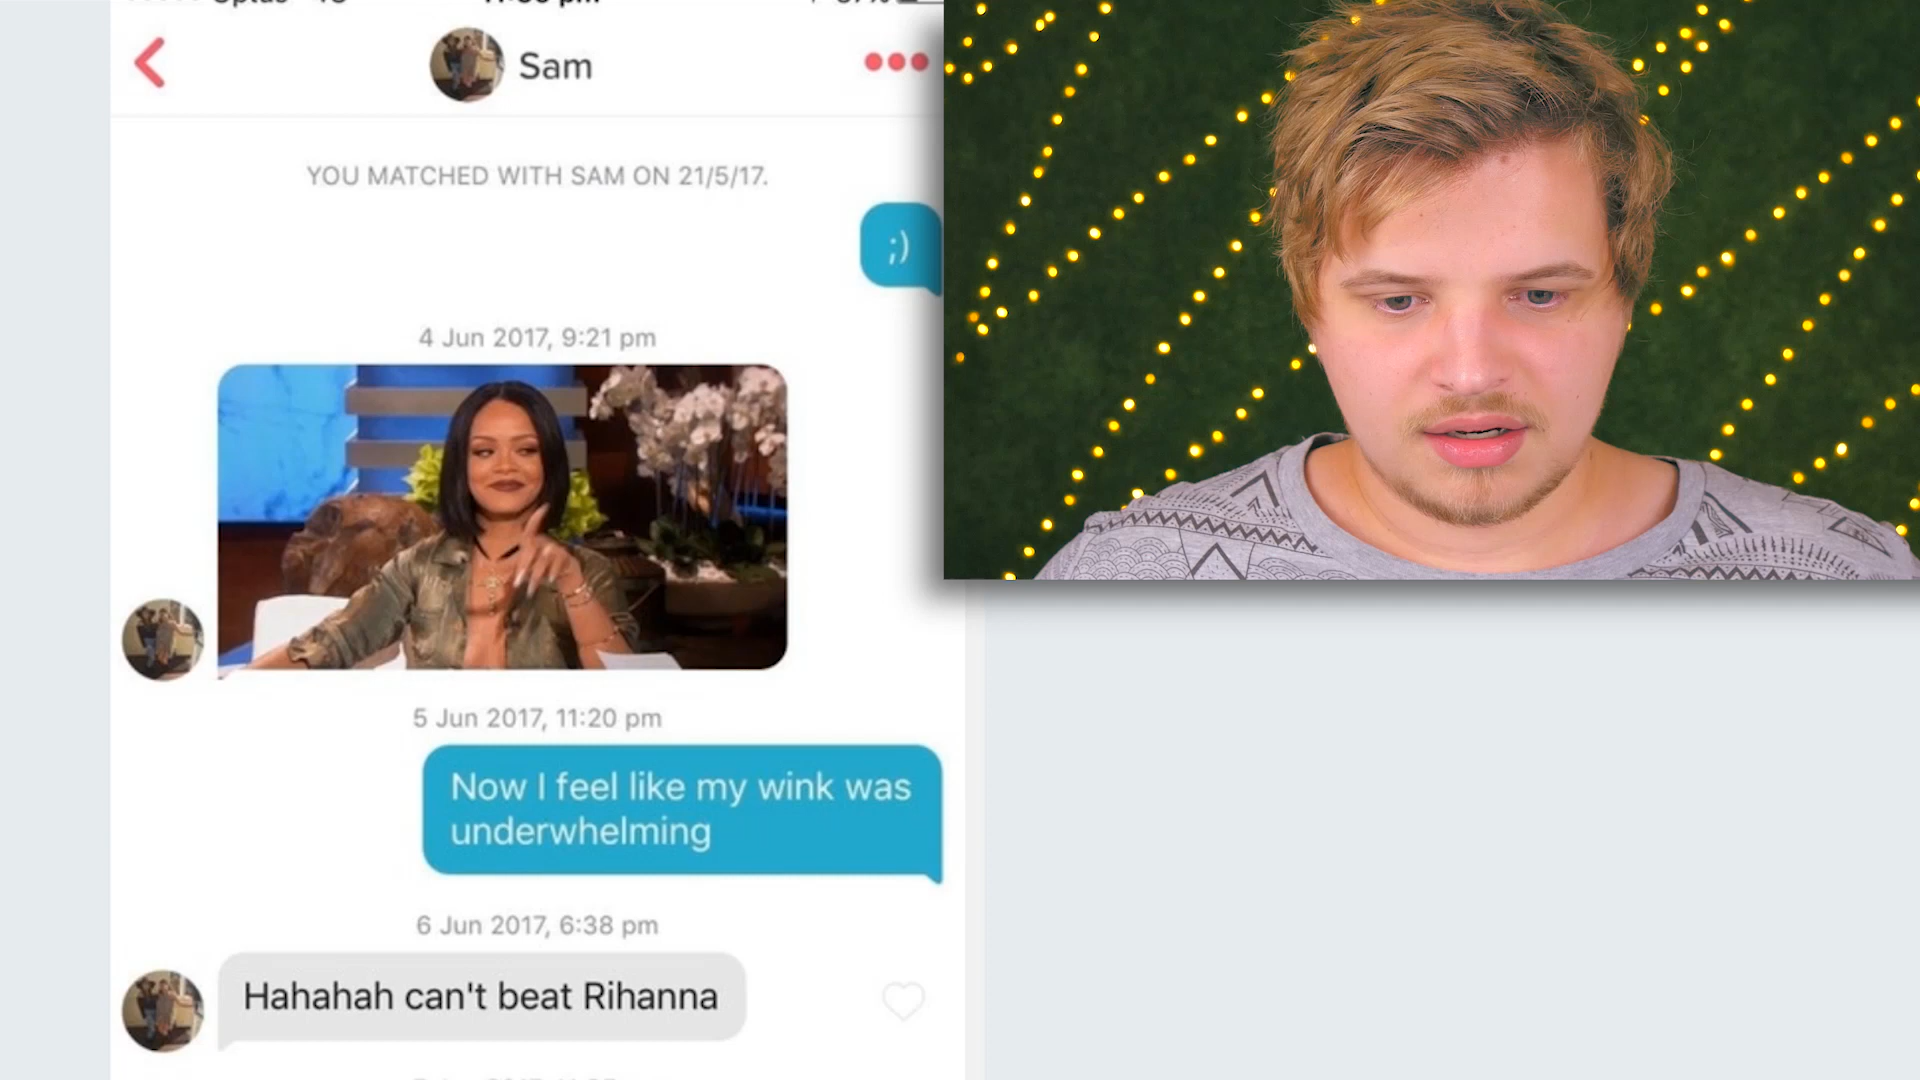 Sam
YOU MATCHED WITH SAM ON 21/5/17.
;)
4 Jun 2017, 9:21 pm
5 Jun 2017, 11:20 pm
Now I feel like my wink was
underwhelming
6 Jun 2017, 6:38 pm
Hahahah can't beat Rihanna